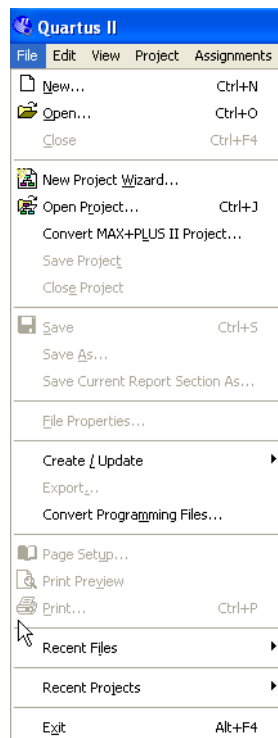 Quartus II
File Edit View Project Assignments
New... Ctrl+N
Open... Ctrl+O
Close Ctrl+F4
New Project Wizard...
Open Project... Ctrl+J
Convert MAX+PLUS II Project...
Save Project
Close Project
Save Ctrl+S
Save As...
Save Current Report Section As...
File Properties...
Create / Update
Export...
Convert Programming Files...
Page Setup...
Print Preview
Print... Ctrl+P
Recent Files
Recent Projects
Exit Alt+F4